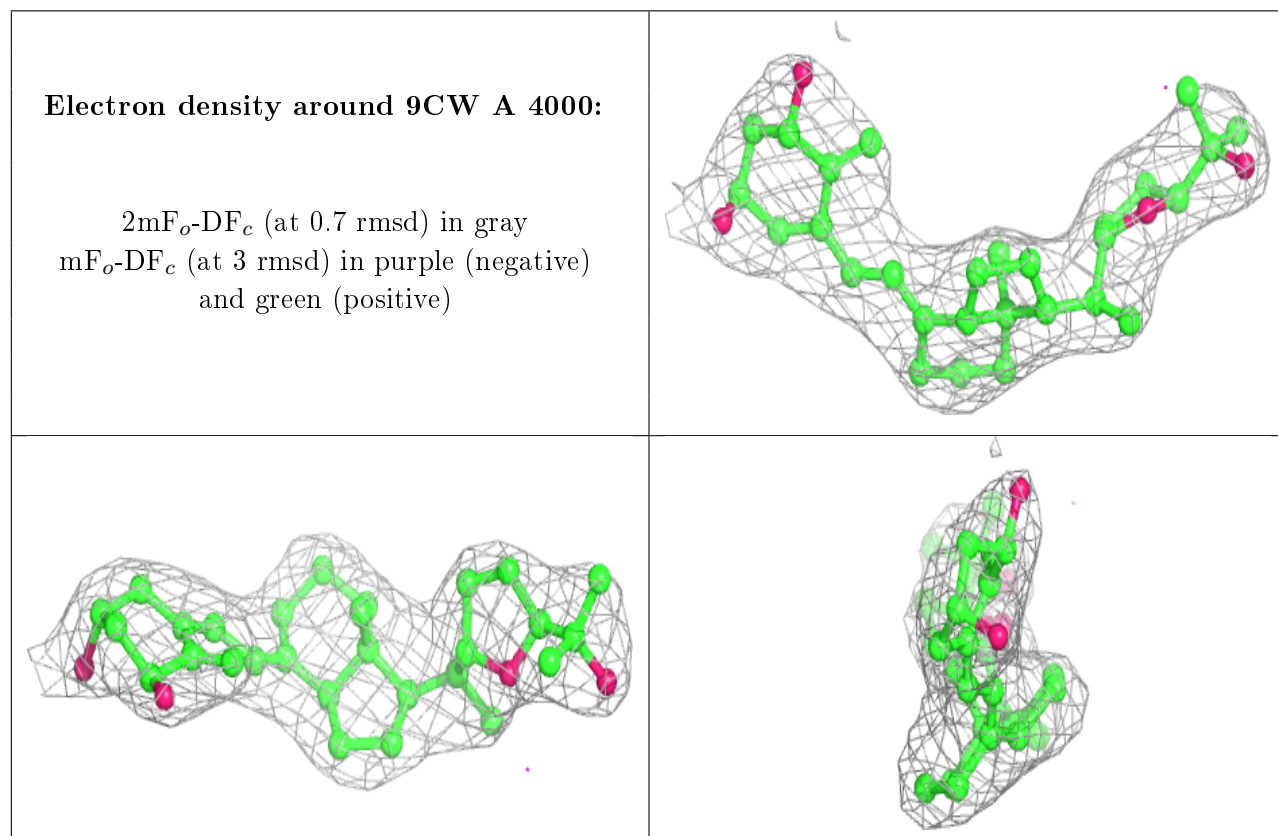 Electron density around 9CW A 4000:
2mFo-DFc (at 0.7 rmsd) in gray
mFo-DFc (at 3 rmsd) in purple (negative)
and green (positive)